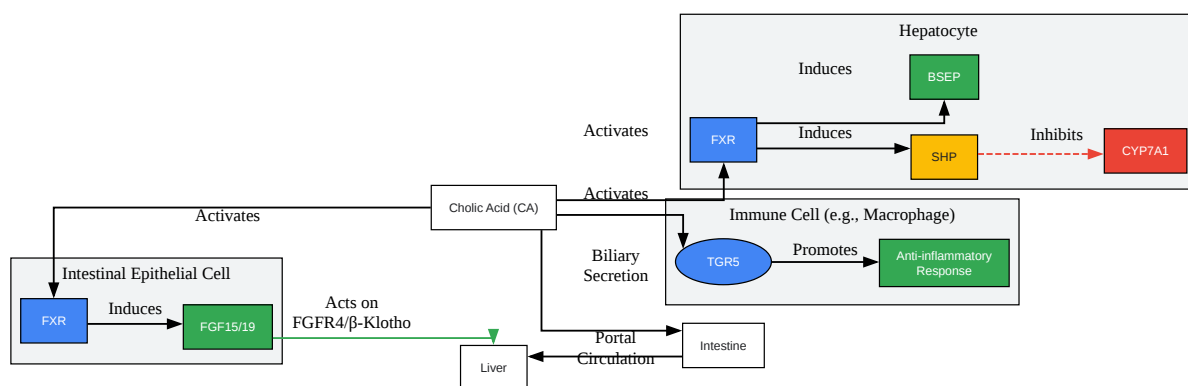 Hepatocyte
Induces
BSEP
Activates
FXR
Induces
SHP
Inhibits
CYP7A1
Cholic Acid (CA)
Activates
Activates
Immune Cell (e.g., Macrophage)
Biliary
Secretion
TGR5
Promotes
Anti-inflammatory
Response
Intestinal Epithelial Cell
FXR
Induces
FGF15/19
Acts on
FGFR4/β-Klotho
Portal
Circulation
Intestine
Liver